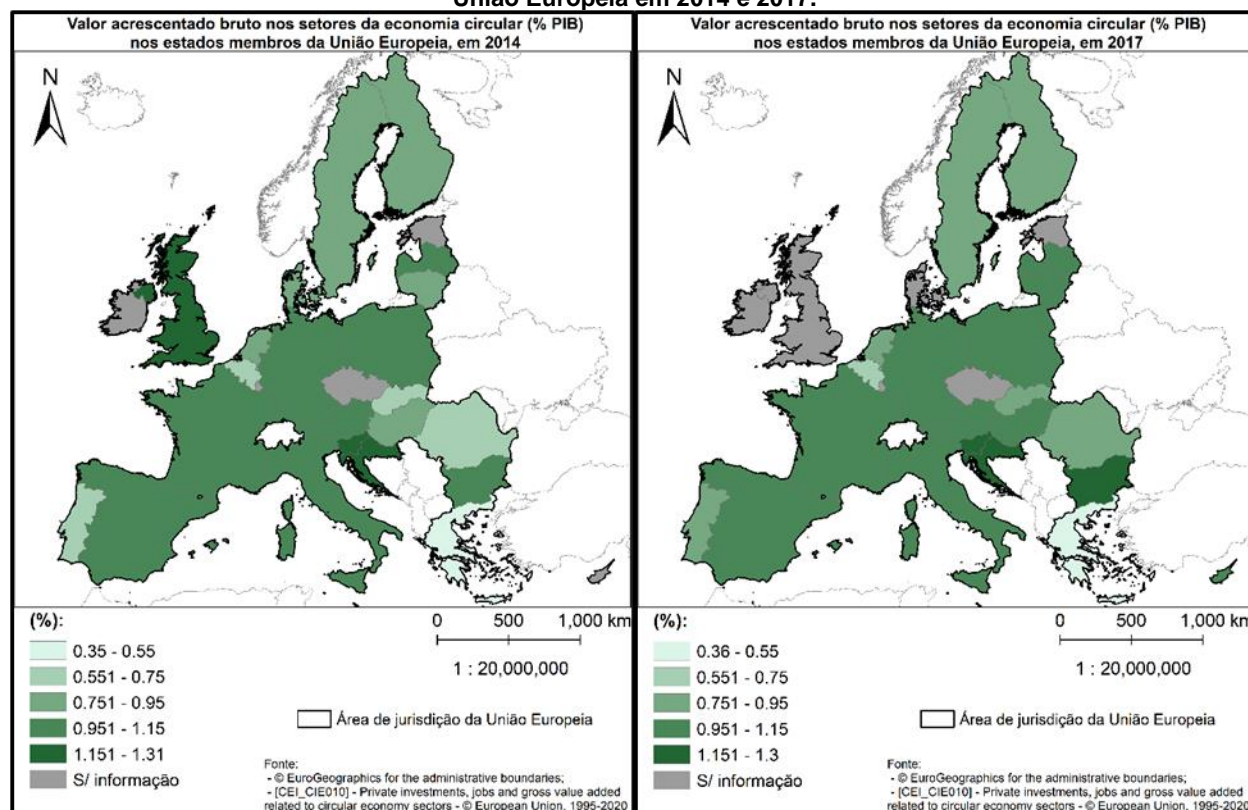 União Europeia em 2014 e 2017.
Valor acrescentado bruto nos setores da economia circular (% PIB)
nos estados membros da União Europeia, em 2014
N
(%):
0.35 - 0.55
0.551 - 0.75
0.751 - 0.95
0.951 - 1.15
1.151 - 1.31
S/ informação
0 500 1,000 km
1 : 20,000,000
Área de jurisdição da União Europeia
Fonte:
- © EuroGeographics for the administrative boundaries;
- [CEI_CIE010] - Private investments, jobs and gross value added
related to circular economy sectors - © European Union, 1995-2020
Valor acrescentado bruto nos setores da economia circular (% PIB)
nos estados membros da União Europeia, em 2017
N
(%):
0.36 - 0.55
0.551 - 0.75
0.751 - 0.95
0.951 - 1.15
1.151 - 1.3
S/ informação
0 500 1,000 km
1 : 20,000,000
Área de jurisdição da União Europeia
Fonte:
- © EuroGeographics for the administrative boundaries;
- [CEI_CIE010] - Private investments, jobs and gross value added
related to circular economy sectors - © European Union, 1995-2020